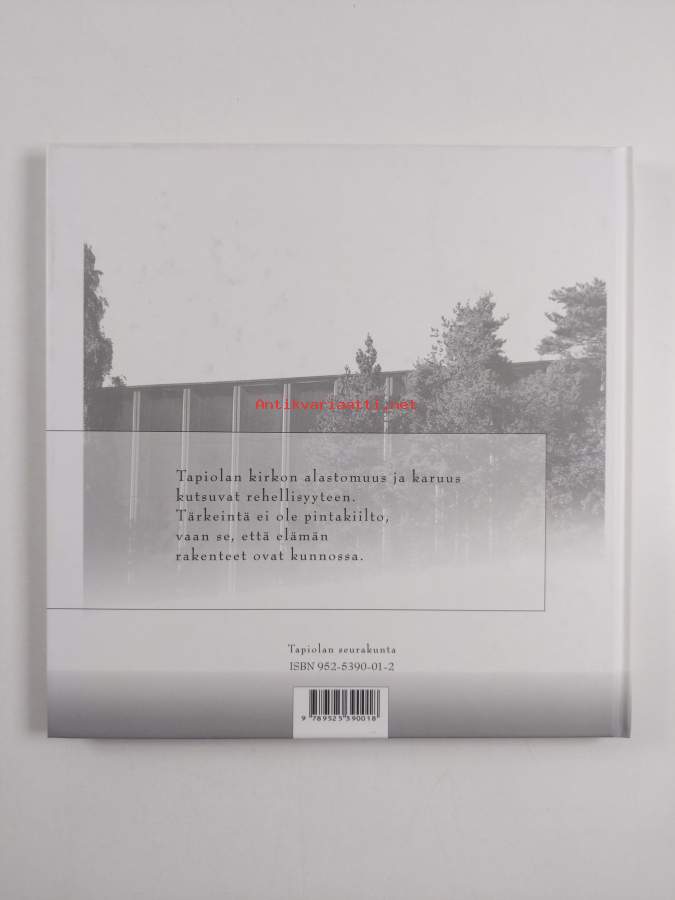 Antikvariaatti.net
Tapiolan kirkon alastomuus ja karuus
kutsuvat rehellisyyteen.
Tärkeintä ei ole pintakiilto,
vaan se, että elämän
rakenteet ovat kunnossa.
Tapiolan seurakunta
ISBN 952-5390-01-2
9 789525 390018